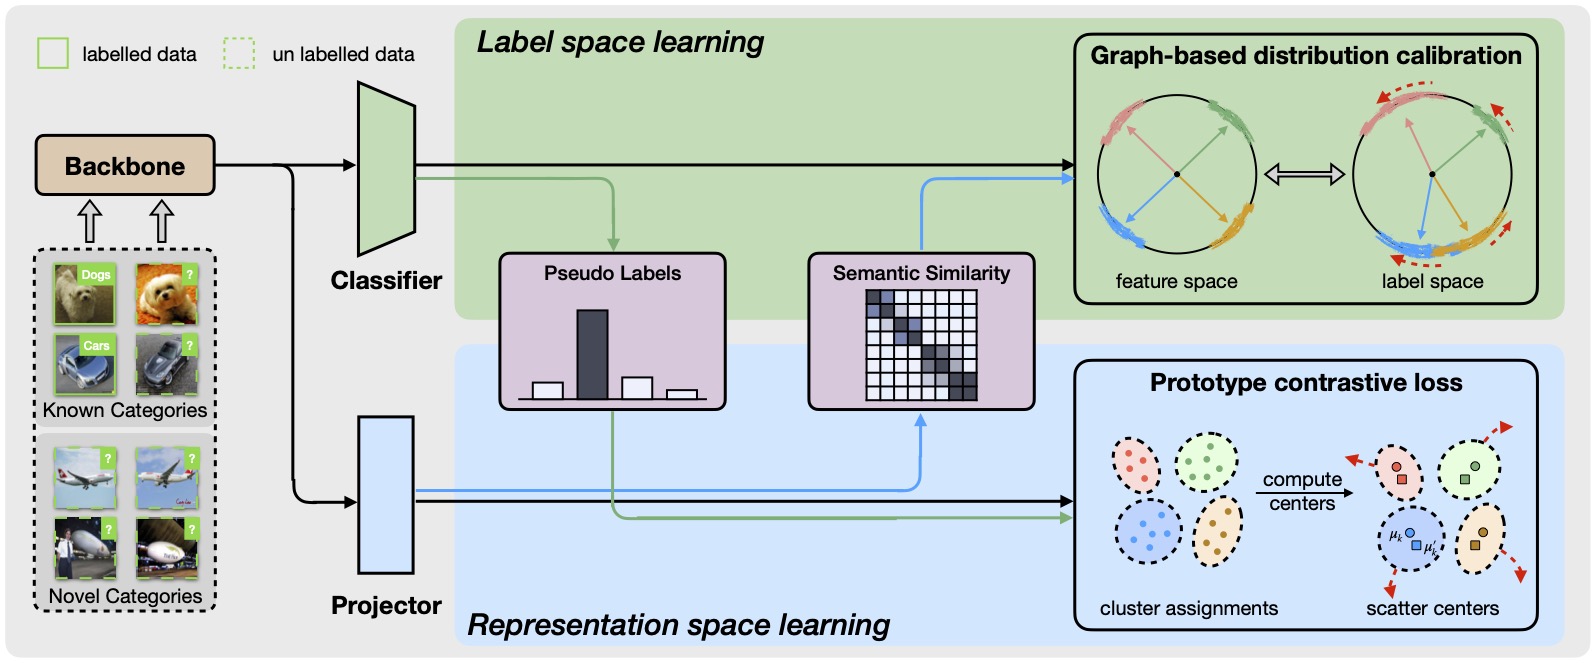 labelled data
un labelled data
Label space learning
Graph-based distribution calibration
feature space
label space
Backbone
Classifier
Dogs
?
Cars
?
Known Categories
?
?
?
?
Novel Categories
Pseudo Labels
Semantic Similarity
Projector
Prototype contrastive loss
compute
centers
μk
μ′k
cluster assignments
scatter centers
Representation space learning